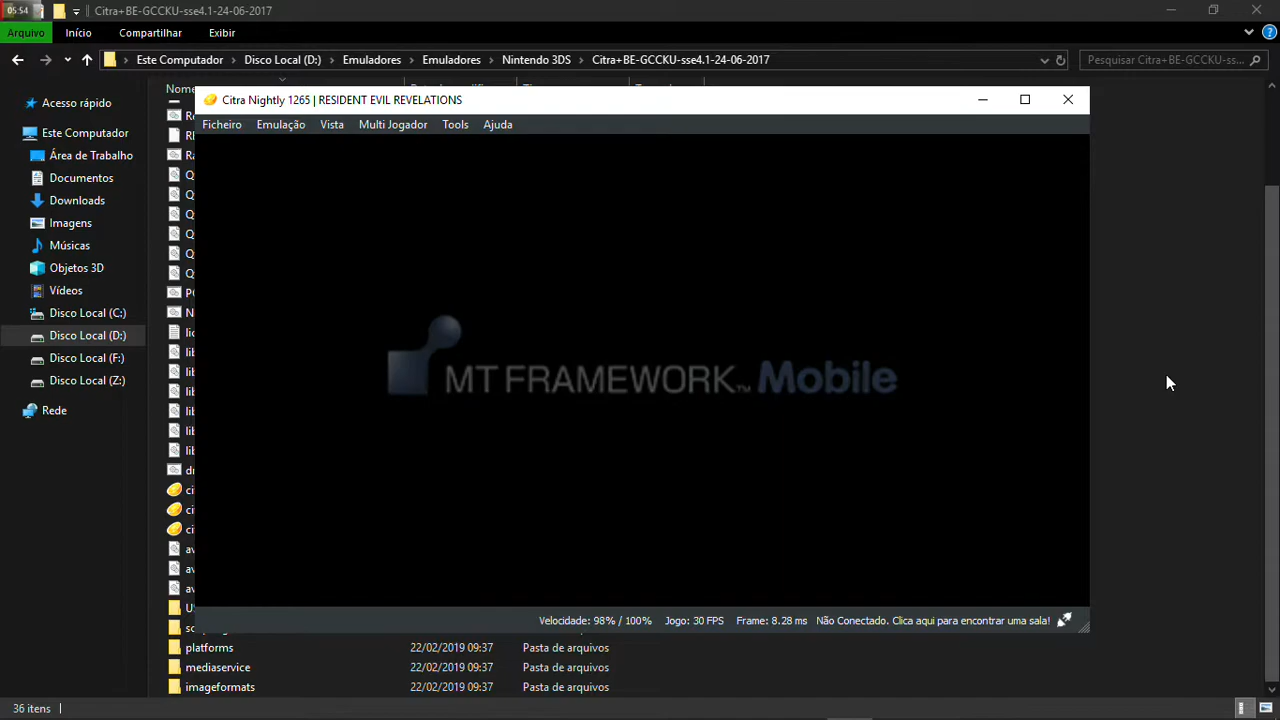 05:54
Citra+BE-GCCKU-sse4.1-24-06-2017
Arquivo Início Compartilhar Exibir
Este Computador Disco Local (D:) Emuladores Emuladores Nintendo 3DS Citra+BE-GCCKU-sse4.1-24-06-2017
Pesquisar Citra+BE-GCCKU-ss...
Acesso rápido
Este Computador
Área de Trabalho
Documentos
Downloads
Imagens
Músicas
Objetos 3D
Vídeos
Disco Local (C:)
Disco Local (D:)
Disco Local (F:)
Disco Local (Z:)
Rede
Citra Nightly 1265 | RESIDENT EVIL REVELATIONS
Ficheiro Emulação Vista Multi Jogador Tools Ajuda
MT FRAMEWORK™ Mobile
Velocidade: 98% / 100% Jogo: 30 FPS Frame: 8.28 ms Não Conectado. Clica aqui para encontrar uma sala!
platforms 22/02/2019 09:37 Pasta de arquivos
mediaservice 22/02/2019 09:37 Pasta de arquivos
imageformats 22/02/2019 09:37 Pasta de arquivos
36 itens